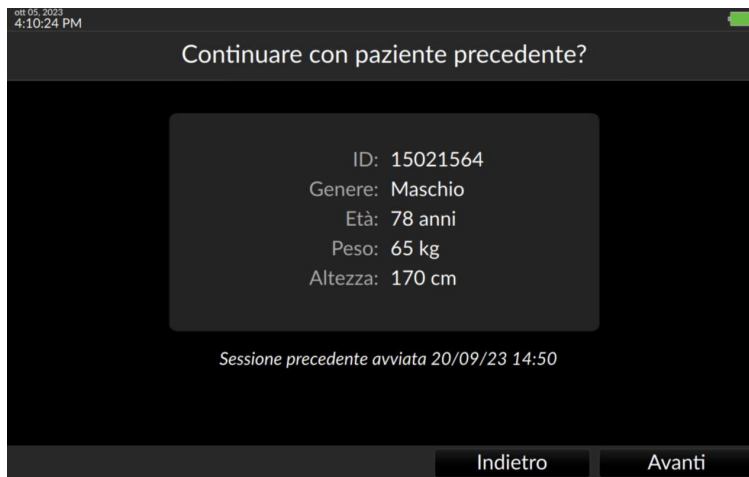 ott 05, 2023
4:10:24 PM
Continuare con paziente precedente?
ID: 15021564
Genere: Maschio
Età: 78 anni
Peso: 65 kg
Altezza: 170 cm
Sessione precedente avviata 20/09/23 14:50
Indietro
Avanti